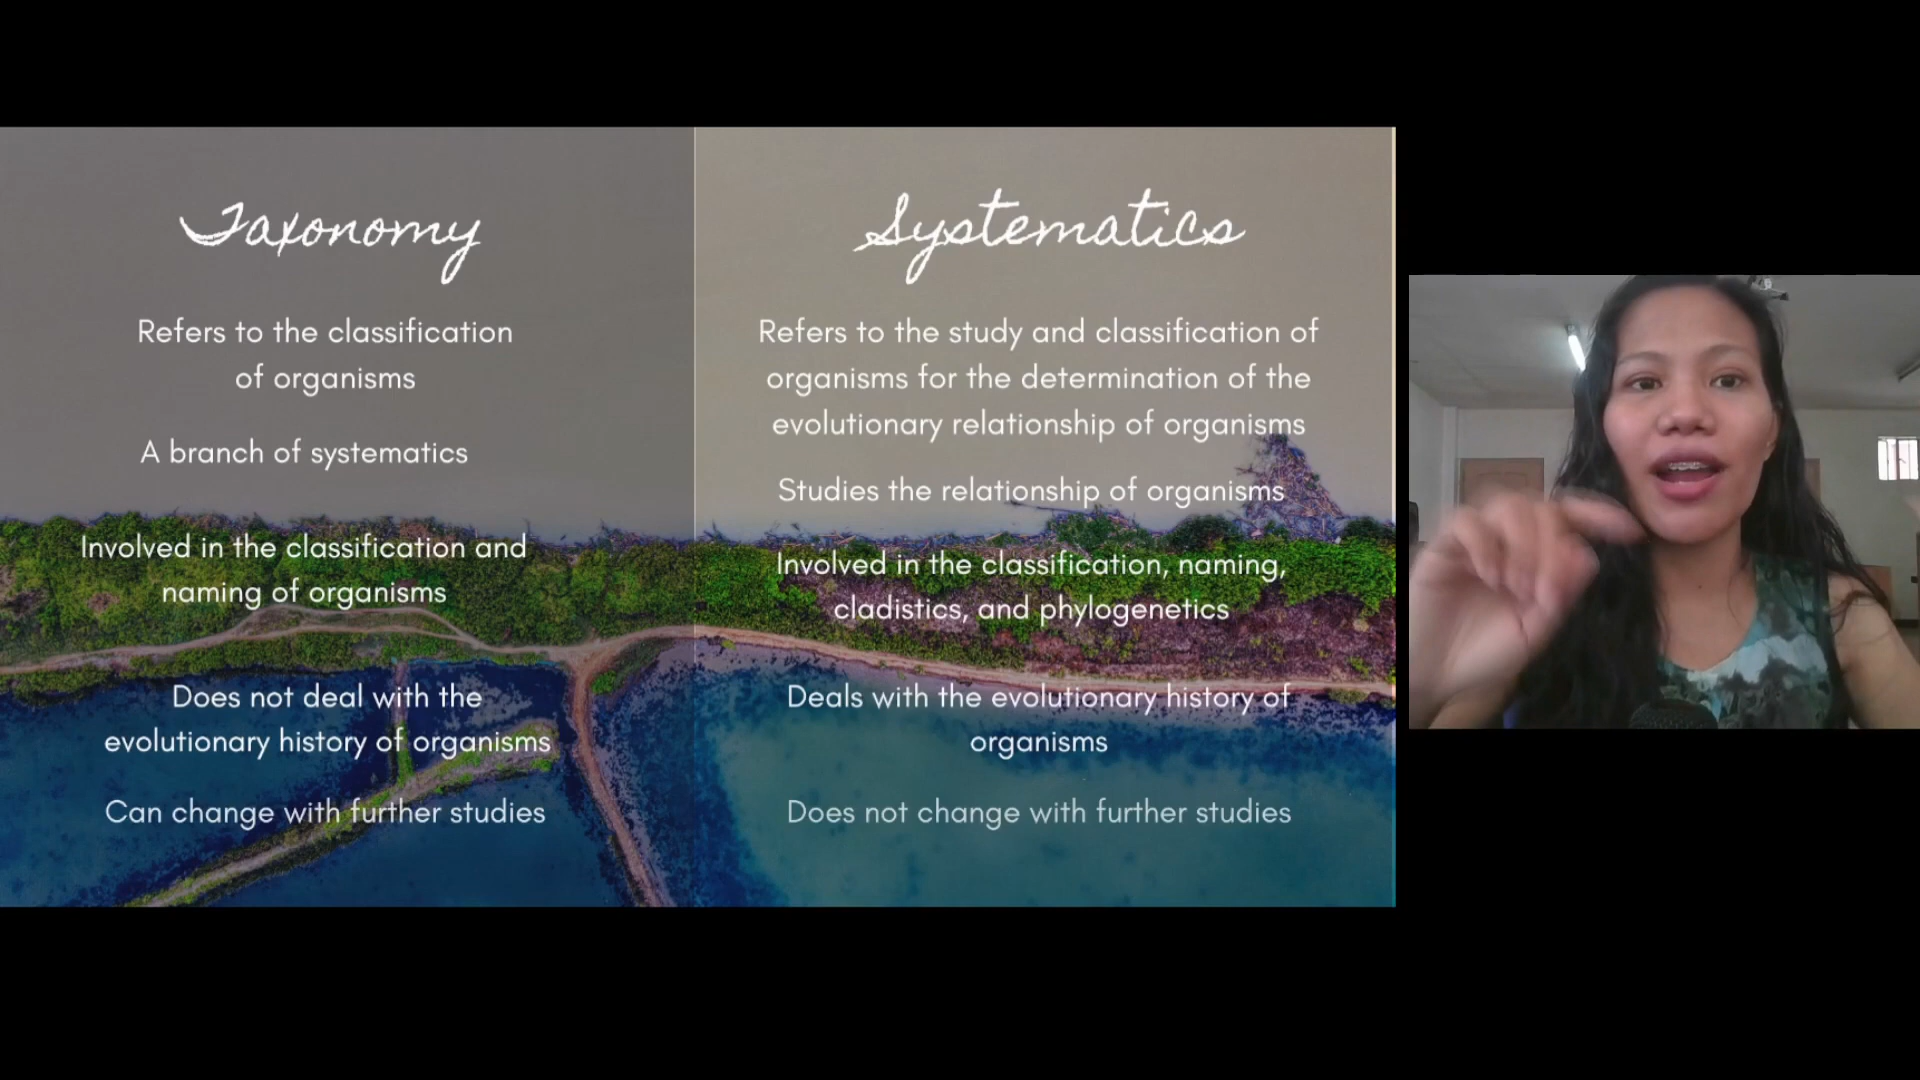 Taxonomy
Refers to the classification
of organisms
A branch of systematics
Involved in the classification and
naming of organisms
Does not deal with the
evolutionary history of organisms
Can change with further studies
Systematics
Refers to the study and classification of
organisms for the determination of the
evolutionary relationship of organisms
Studies the relationship of organisms
Involved in the classification, naming,
cladistics, and phylogenetics
Deals with the evolutionary history of
organisms
Does not change with further studies